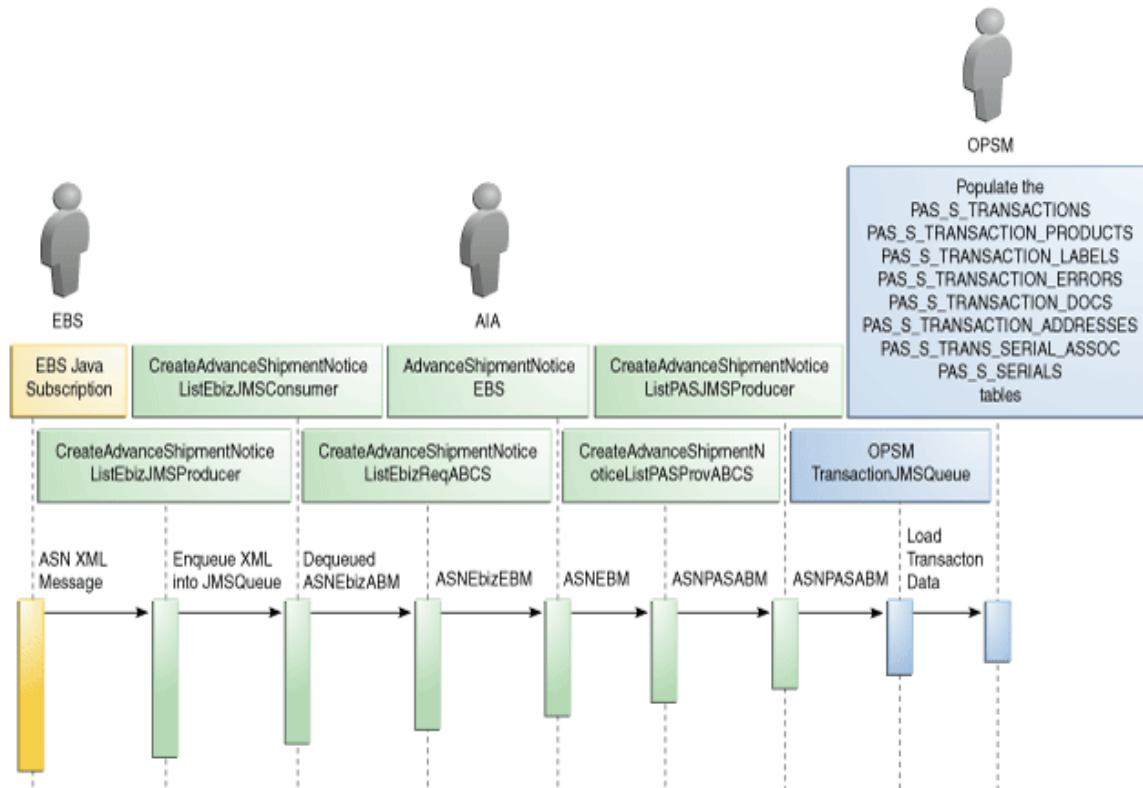 OPSM
Populate the
PAS_S_TRANSACTIONS
PAS_S_TRANSACTION_PRODUCTS
PAS_S_TRANSACTION_LABELS
PAS_S_TRANSACTION_ERRORS
PAS_S_TRANSACTION_DOCS
PAS_S_TRANSACTION_ADDRESSES
PAS_S_TRANS_SERIAL_ASSOC
PAS_S_SERIALS
tables
EBS
AIA
EBS Java
Subscription
CreateAdvanceShipmentNotice
ListEbizJMSConsumer
AdvanceShipmentNotice
EBS
CreateAdvanceShipmentNotice
ListPASJMSProducer
CreateAdvanceShipmentNotice
ListEbizJMSProducer
CreateAdvanceShipmentNotice
ListEbizReqABCS
CreateAdvanceShipmentN
oticeListPASProvABCS
OPSM
TransactionJMSQueue
ASN XML
Message
Enqueue XML
into JMSQueue
Dequeued
ASNEbizABM
ASNEbizEBM
ASNEBM
ASNPASABM
ASNPASABM
Load
Transacton
Data